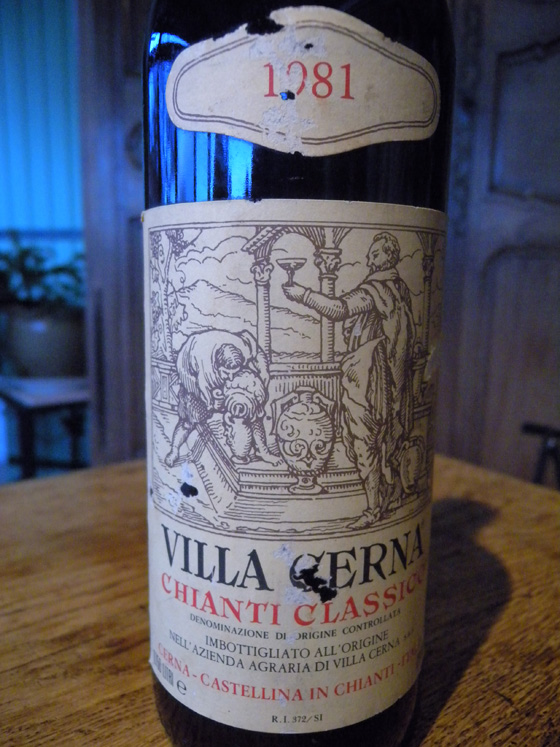 1981
VILLA CERNA
CHIANTI CLASSICO
DENOMINAZIONE DI ORIGINE CONTROLLATA
IMBOTTIGLIATO ALL'ORIGINE
NELL'AZIENDA AGRARIA DI VILLA CERNA
CERNA - CASTELLINA IN CHIANTI
e
R.I. 372/SI